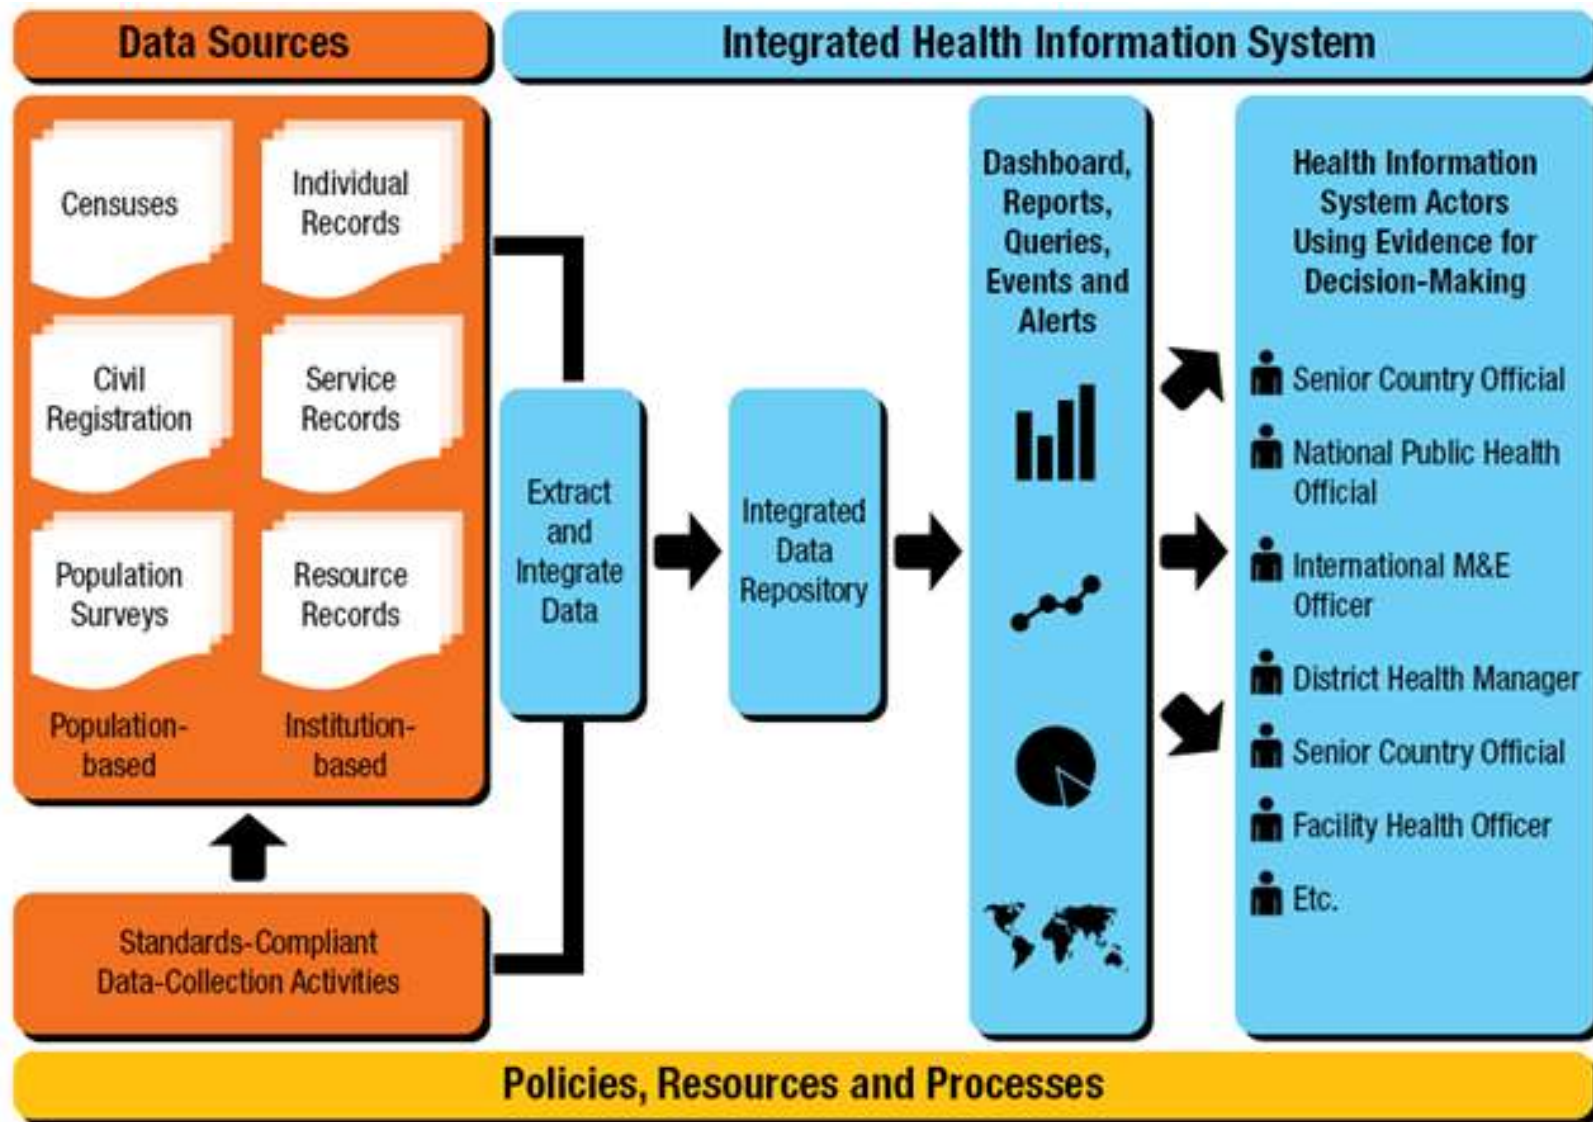 Data Sources
Integrated Health Information System
Censuses
Individual
Records
Civil
Registration
Service
Records
Population
Surveys
Resource
Records
Population-
based
Institution-
based
Standards-Compliant
Data-Collection Activities
Extract
and
Integrate
Data
Integrated
Data
Repository
Dashboard,
Reports,
Queries,
Events and
Alerts
Health Information
System Actors
Using Evidence for
Decision-Making
Senior Country Official
National Public Health
Official
International M&E
Officer
District Health Manager
Senior Country Official
Facility Health Officer
Etc.
Policies, Resources and Processes